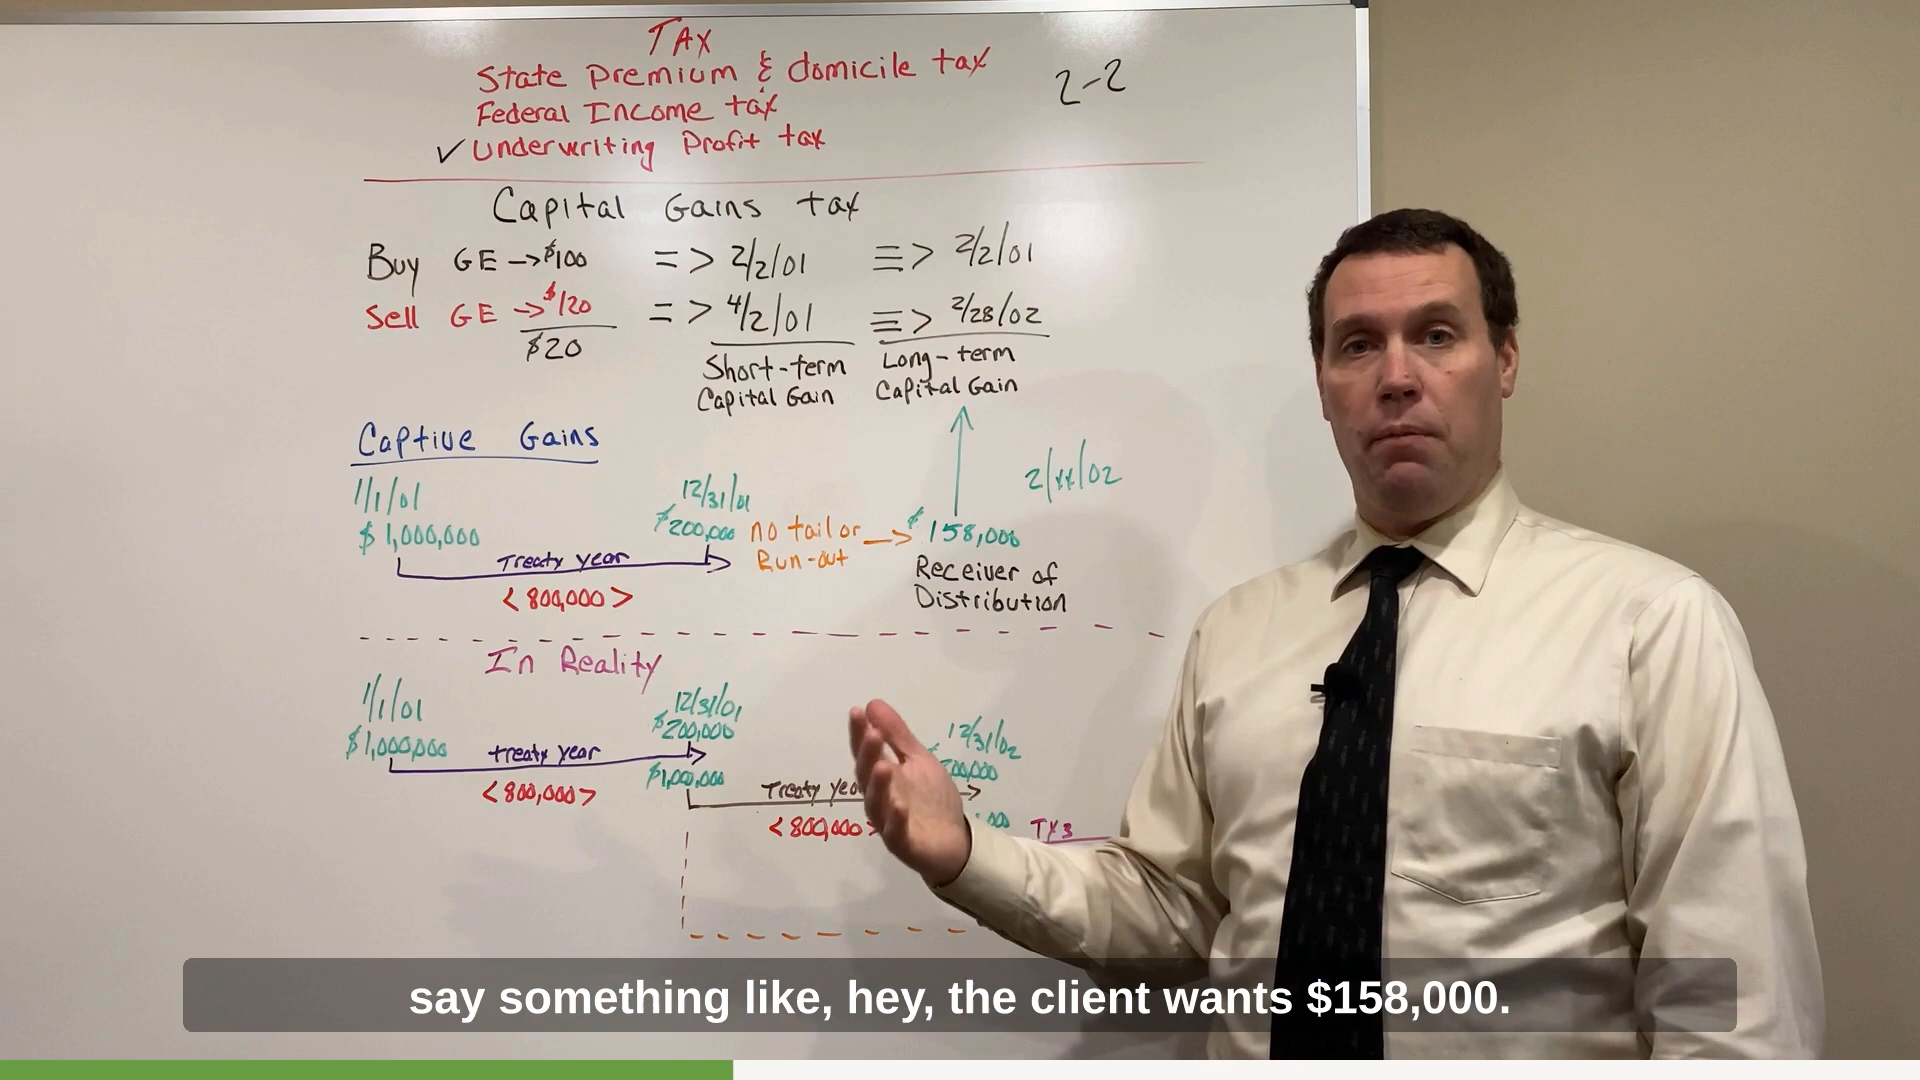 TAX
State Premium & domicile tax
2-2
Federal Income tax
✓ Underwriting Profit tax
Capital Gains tax
Buy GE → $100 => 2/2/01 ≡> 2/2/01
Sell GE → $120 => 4/2/01 ≡> 2/28/02
$20
Short-term Capital Gain
Long-term Capital Gain
Captive Gains
1/1/01
$1,000,000
Treaty year
<800,000>
12/31/01
$200,000
no tail or
Run-out
$158,000
Receiver of
Distribution
2/xx/02
In Reality
1/1/01
$1,000,000
treaty year
<800,000>
12/31/01
$200,000
$1,000,000
Treaty
<800,000>
12/31/02
TX3
say something like, hey, the client wants $158,000.